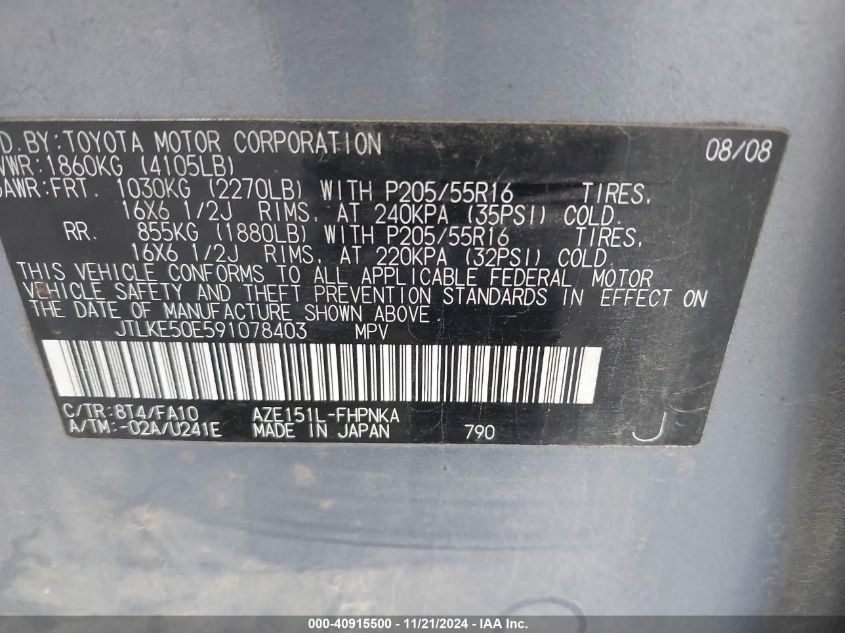 D. BY: TOYOTA MOTOR CORPORATION 08/08
VWR: 1860KG (4105LB)
GAWR: FRT. 1030KG (2270LB) WITH P205/55R16 TIRES,
16X6 1/2J RIMS, AT 240KPA (35PSI) COLD.
RR. 855KG (1880LB) WITH P205/55R16 TIRES,
16X6 1/2J RIMS, AT 220KPA (32PSI) COLD.
THIS VEHICLE CONFORMS TO ALL APPLICABLE FEDERAL MOTOR
VEHICLE SAFETY AND THEFT PREVENTION STANDARDS IN EFFECT ON
THE DATE OF MANUFACTURE SHOWN ABOVE.
JTLKE50E591078403 MPV
C/TR: 8T4/FA10 AZE151L-FHPNKA
A/TM: -02A/U241E MADE IN JAPAN 790 J
000-40915500 - 11/21/2024 - IAA Inc.